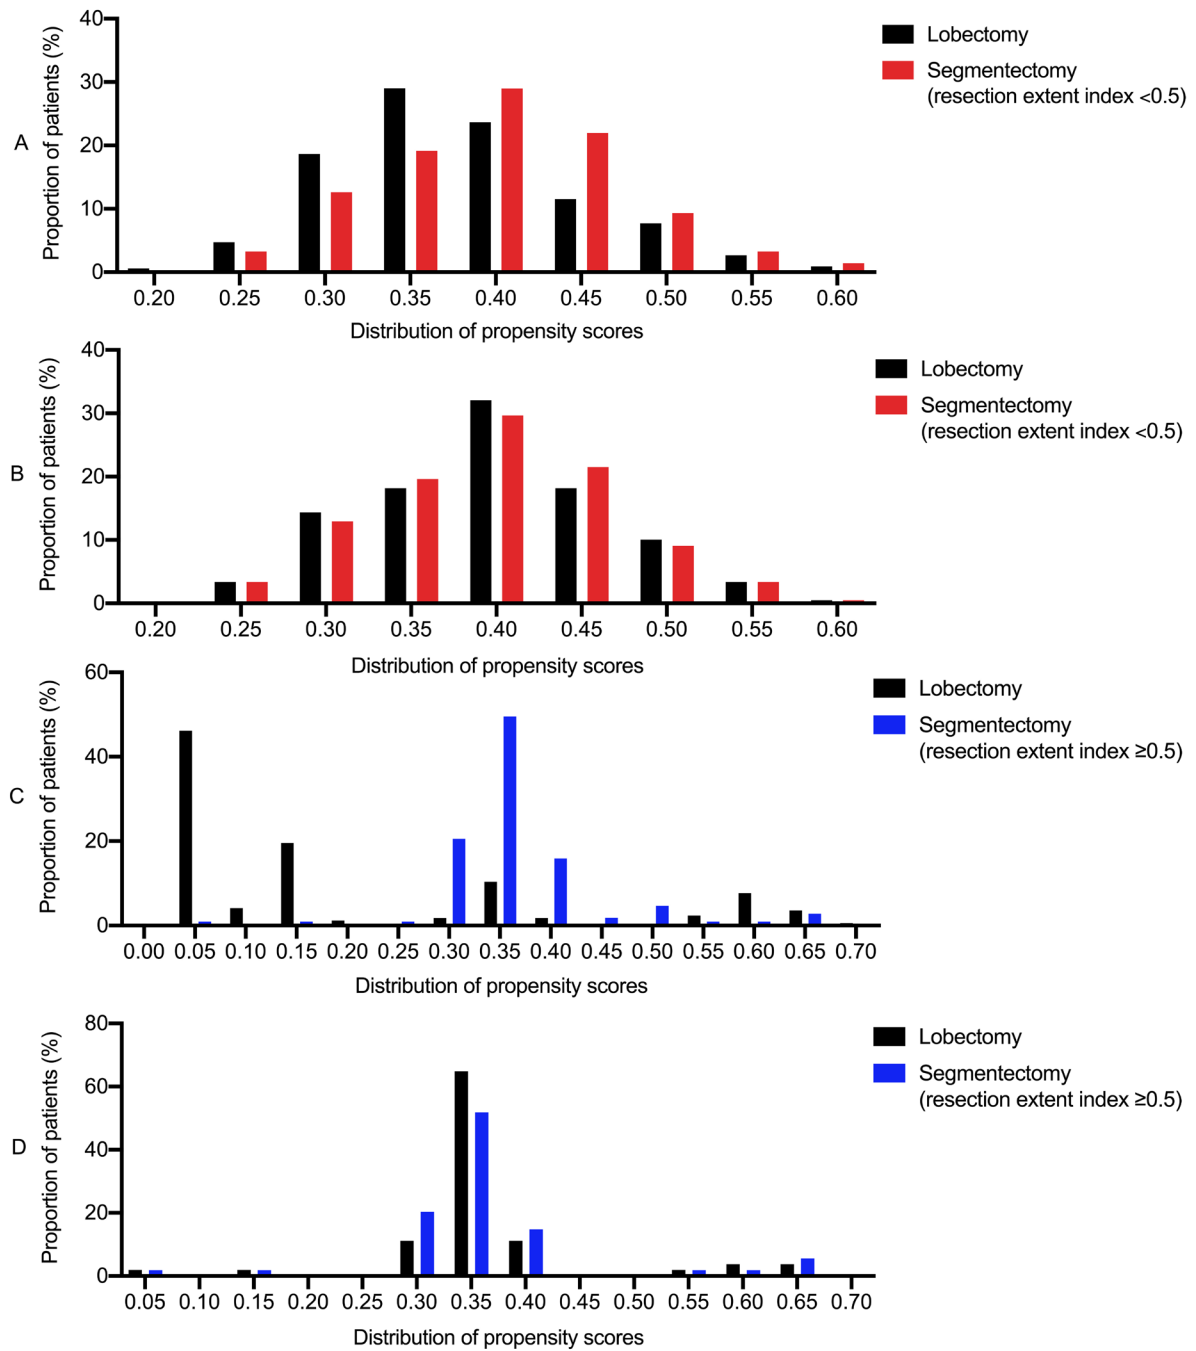 A
Proportion of patients (%)
40
30
20
10
0
0.20 0.25 0.30 0.35 0.40 0.45 0.50 0.55 0.60
Distribution of propensity scores
Lobectomy
Segmentectomy
(resection extent index <0.5)
B
Proportion of patients (%)
40
30
20
10
0
0.20 0.25 0.30 0.35 0.40 0.45 0.50 0.55 0.60
Distribution of propensity scores
Lobectomy
Segmentectomy
(resection extent index <0.5)
C
Proportion of patients (%)
60
40
20
0
0.00 0.05 0.10 0.15 0.20 0.25 0.30 0.35 0.40 0.45 0.50 0.55 0.60 0.65 0.70
Distribution of propensity scores
Lobectomy
Segmentectomy
(resection extent index ≥0.5)
D
Proportion of patients (%)
80
60
40
20
0
0.05 0.10 0.15 0.20 0.25 0.30 0.35 0.40 0.45 0.50 0.55 0.60 0.65 0.70
Distribution of propensity scores
Lobectomy
Segmentectomy
(resection extent index ≥0.5)